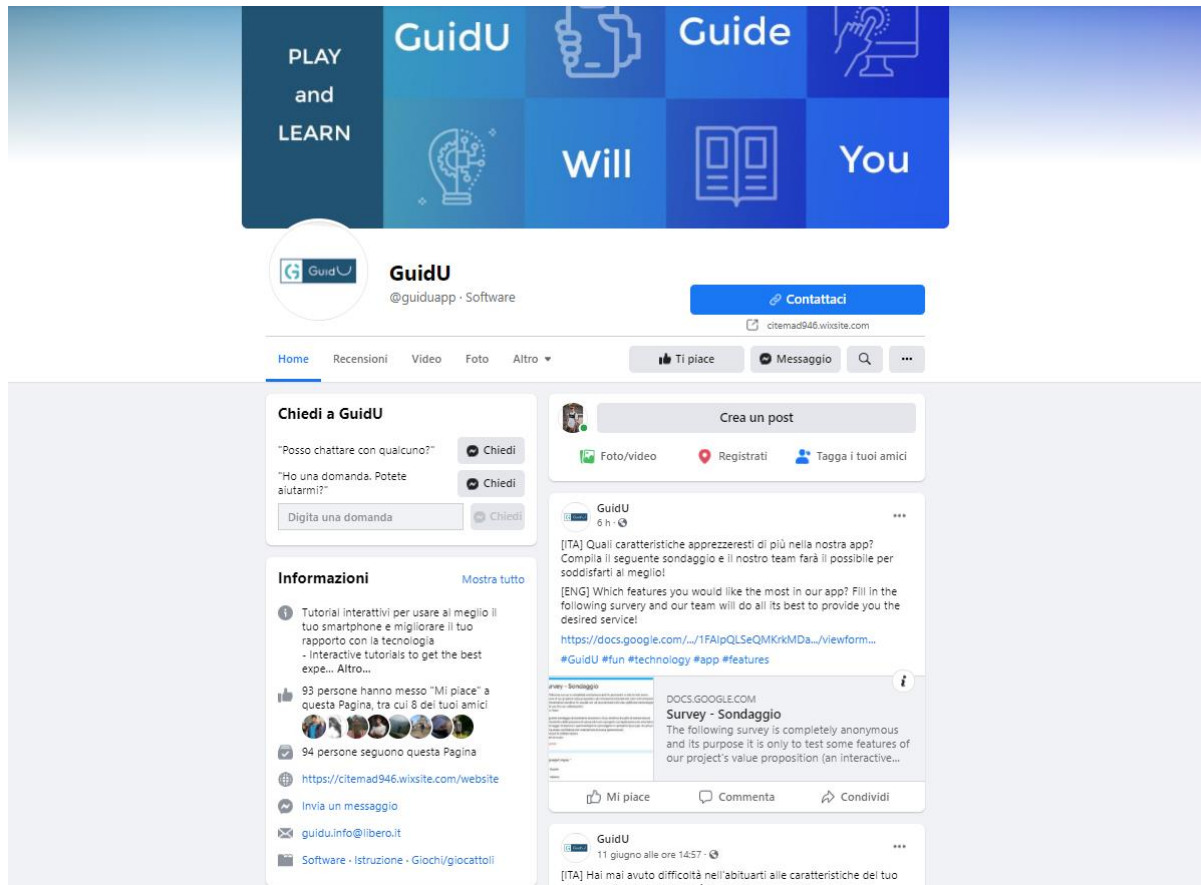 PLAY
and
LEARN
GuidU
Guide
Will
You
GuidU
GuidU
@guiduapp · Software
Contattaci
citemad946.wixsite.com
Home Recensioni Video Foto Altro
Ti piace Messaggio
Chiedi a GuidU
"Posso chattare con qualcuno?" Chiedi
"Ho una domanda. Potete
aiutarmi?" Chiedi
Digita una domanda Chiedi
Informazioni Mostra tutto
Tutorial interattivi per usare al meglio il
tuo smartphone e migliorare il tuo
rapporto con la tecnologia
- Interactive tutorials to get the best
expe... Altro...
93 persone hanno messo "Mi piace" a
questa Pagina, tra cui 8 dei tuoi amici
94 persone seguono questa Pagina
https://citemad946.wixsite.com/website
Invia un messaggio
guidu.info@libero.it
Software · Istruzione · Giochi/giocattoli
Crea un post
Foto/video Registrati Tagga i tuoi amici
GuidU
6 h ·
[ITA] Quali caratteristiche apprezzeresti di più nella nostra app?
Compila il seguente sondaggio e il nostro team farà il possibile per
soddisfarti al meglio!
[ENG] Which features you would like the most in our app? Fill in the
following survery and our team will do all its best to provide you the
desired service!
https://docs.google.com/.../1FAIpQLSeQMKrkMDa.../viewform...
#GuidU #fun #technology #app #features
Survey - Sondaggio
DOCS.GOOGLE.COM
Survey - Sondaggio
The following survey is completely anonymous
and its purpose it is only to test some features of
our project's value proposition (an interactive...
Mi piace Commenta Condividi
GuidU
11 giugno alle ore 14:57 ·
[ITA] Hai mai avuto difficoltà nell'abituarti alle caratteristiche del tuo